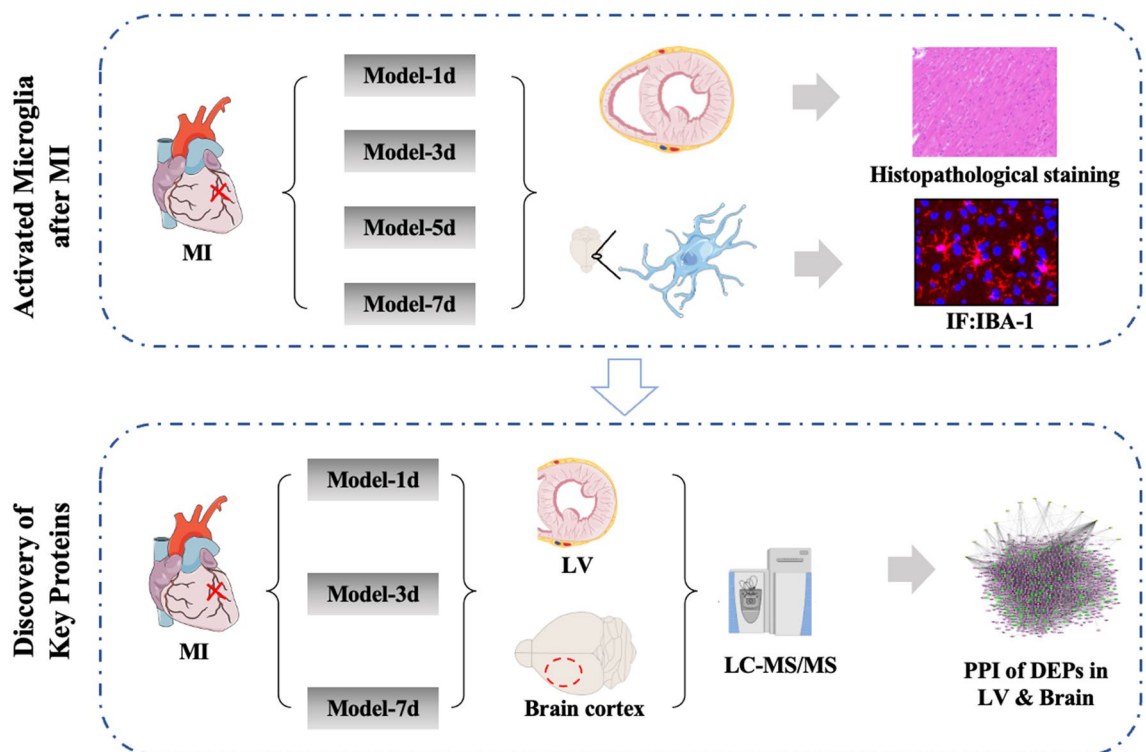 Activated Microglia
after MI
MI
Model-1d
Model-3d
Model-5d
Model-7d
Histopathological staining
IF:IBA-1
Discovery of
Key Proteins
MI
Model-1d
Model-3d
Model-7d
LV
Brain cortex
LC-MS/MS
PPI of DEPs in
LV & Brain